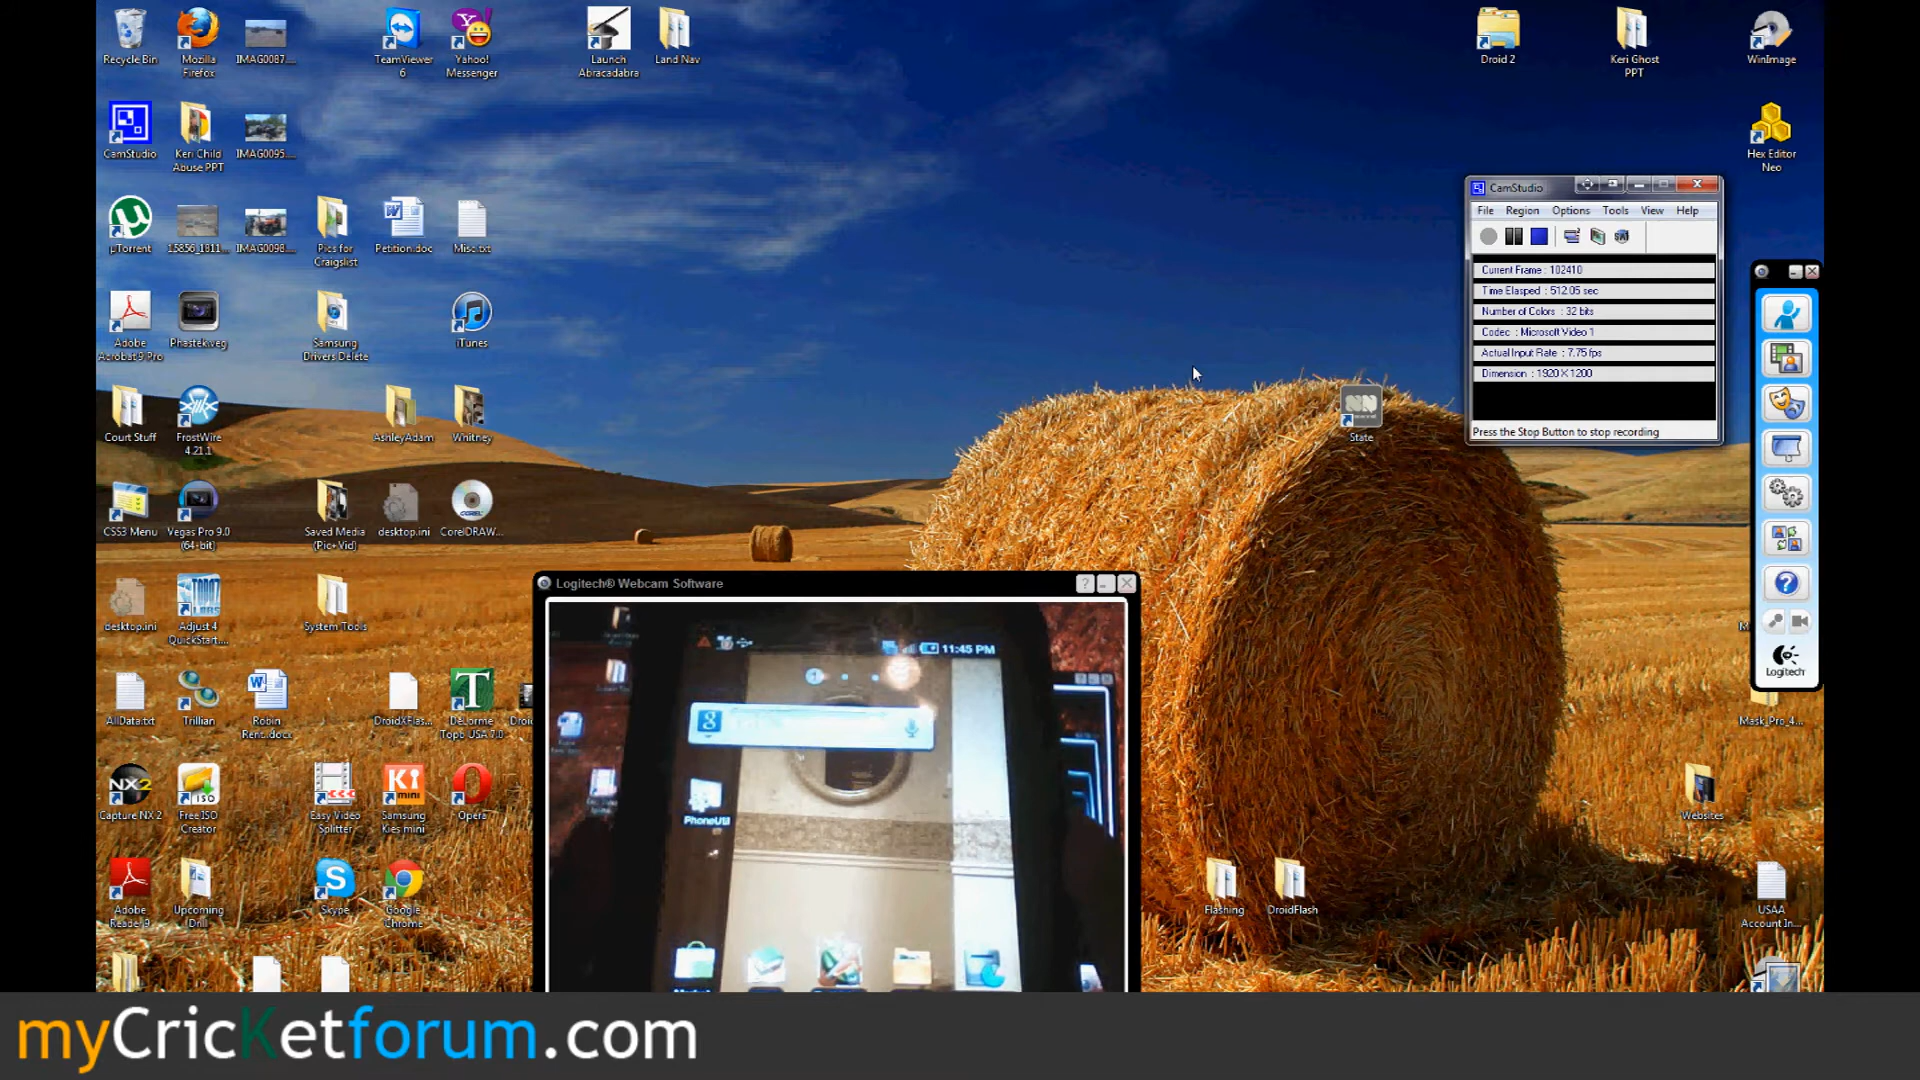 Recycle Bin
Mozilla Firefox
IMAG0087....
TeamViewer 6
Yahoo! Messenger
Launch Abracadabra
Land Nav
Droid 2
Keri Ghost PPT
WinImage
CamStudio
Keri Child Abuse PPT
IMAG0095....
Hex Editor Neo
µTorrent
15856_1811...
IMAG0098....
Pics for Craigslist
Petition.doc
Misc.txt
CamStudio
File Region Options Tools View Help
Current Frame : 102410
Time Elasped : 512.05 sec
Number of Colors : 32 bits
Codec : Microsoft Video 1
Actual Input Rate : 7.75 fps
Dimension : 1920 X 1200
Press the Stop Button to stop recording
Adobe Acrobat 9 Pro
Phastek.veg
Samsung Drivers Delete
iTunes
Court Stuff
FrostWire 4.21.1
AshleyAdam
Whitney
State
CSS3 Menu
Vegas Pro 9.0 (64-bit)
Saved Media (Pic+Vid)
desktop.ini
CorelDRAW...
Logitech® Webcam Software
desktop.ini
Adjust 4 QuickStart....
System Tools
11:45 PM
Logitech
AllData.txt
Trillian
Robin Rent..docx
DroidXFlas...
DeLorme Topo USA 7.0
Mask_Pro_4...
PhoneUtil
Capture NX 2
Free ISO Creator
Easy Video Splitter
Samsung Kies mini
Opera
Websites
Adobe Reader 9
Upcoming Drill
Skype
Google Chrome
Flashing
DroidFlash
USAA Account In...
myCricKetforum.com